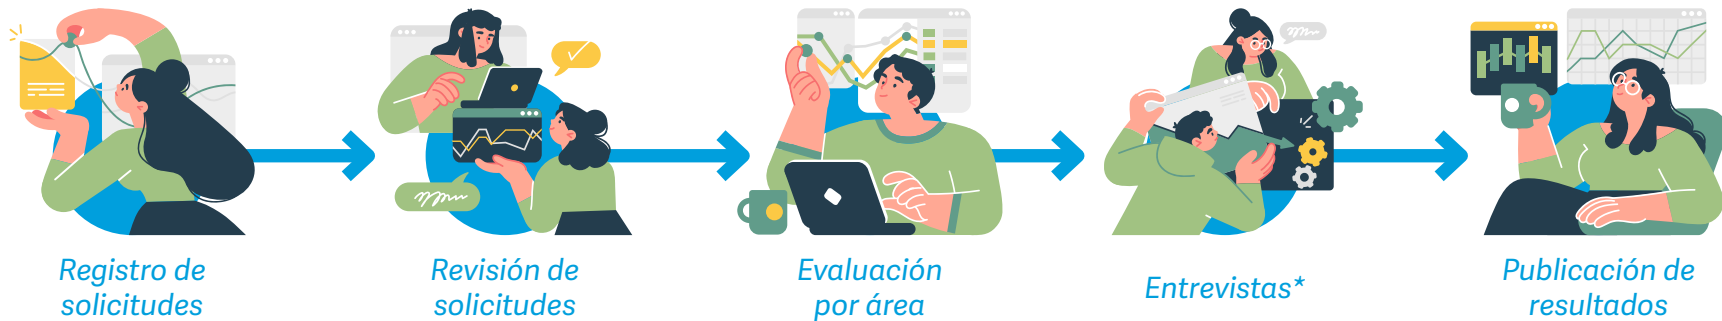 Registro de
solicitudes
Revisión de
solicitudes
Evaluación
por área
Entrevistas*
Publicación de
resultados